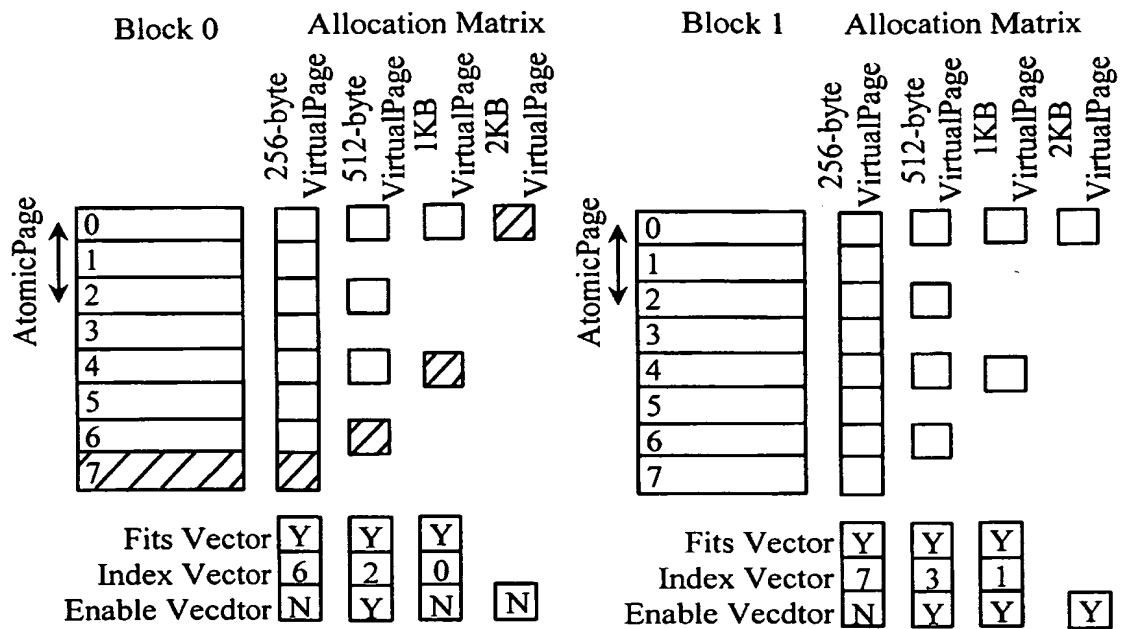 Block 0
Allocation Matrix
256-byte
VirtualPage
512-byte
VirtualPage
1KB
VirtualPage
2KB
VirtualPage
AtomicPage
0
1
2
3
4
5
6
7
Fits Vector Y Y Y
Index Vector 6 2 0
Enable Vecdtor N Y N N
Block 1
Allocation Matrix
256-byte
VirtualPage
512-byte
VirtualPage
1KB
VirtualPage
2KB
VirtualPage
AtomicPage
0
1
2
3
4
5
6
7
Fits Vector Y Y Y
Index Vector 7 3 1
Enable Vecdtor N Y Y Y